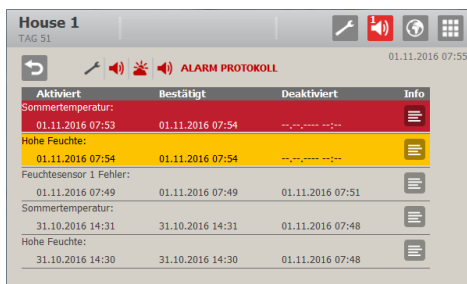 House 1
TAG 51
1
01.11.2016 07:55
ALARM PROTOKOLL
Aktiviert Bestätigt Deaktiviert Info
Sommertemperatur:
01.11.2016 07:53 01.11.2016 07:54 --.--.---- --:--
Hohe Feuchte:
01.11.2016 07:54 01.11.2016 07:54 --.--.---- --:--
Feuchtesensor 1 Fehler:
01.11.2016 07:49 01.11.2016 07:49 01.11.2016 07:51
Sommertemperatur:
31.10.2016 14:31 31.10.2016 14:31 01.11.2016 07:48
Hohe Feuchte:
31.10.2016 14:30 31.10.2016 14:30 01.11.2016 07:48